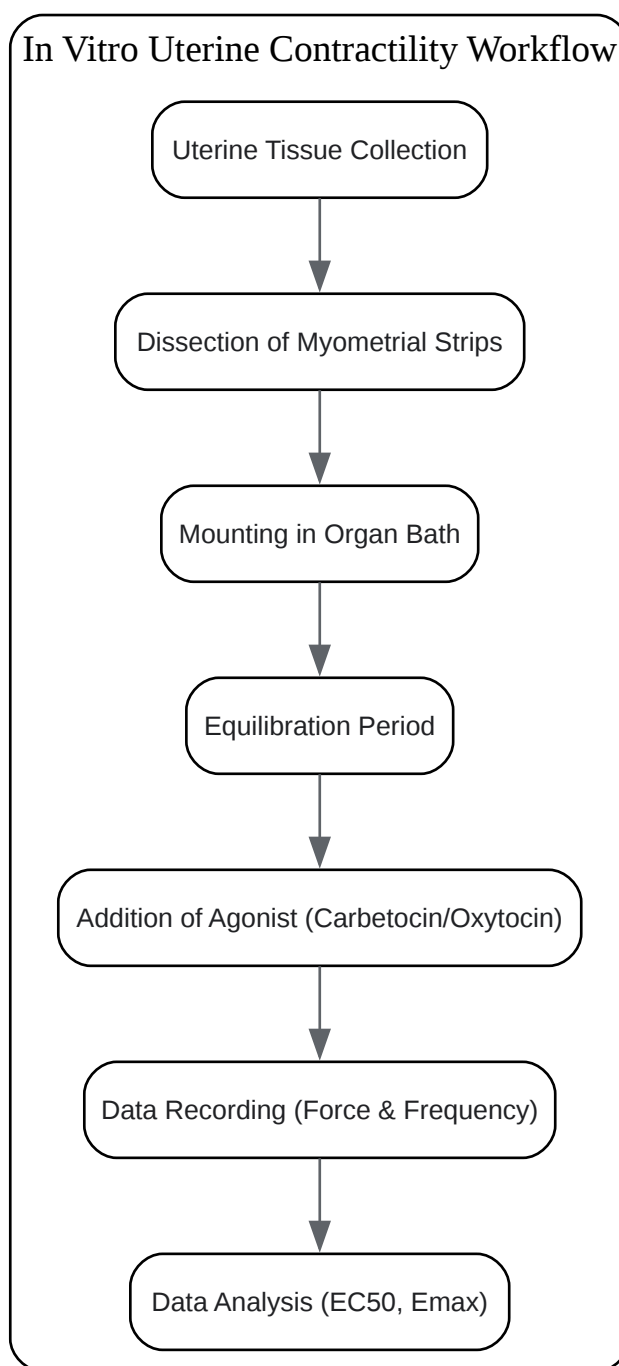 In Vitro Uterine Contractility Workflow
Uterine Tissue Collection
Dissection of Myometrial Strips
Mounting in Organ Bath
Equilibration Period
Addition of Agonist (Carbetocin/Oxytocin)
Data Recording (Force & Frequency)
Data Analysis (EC50, Emax)